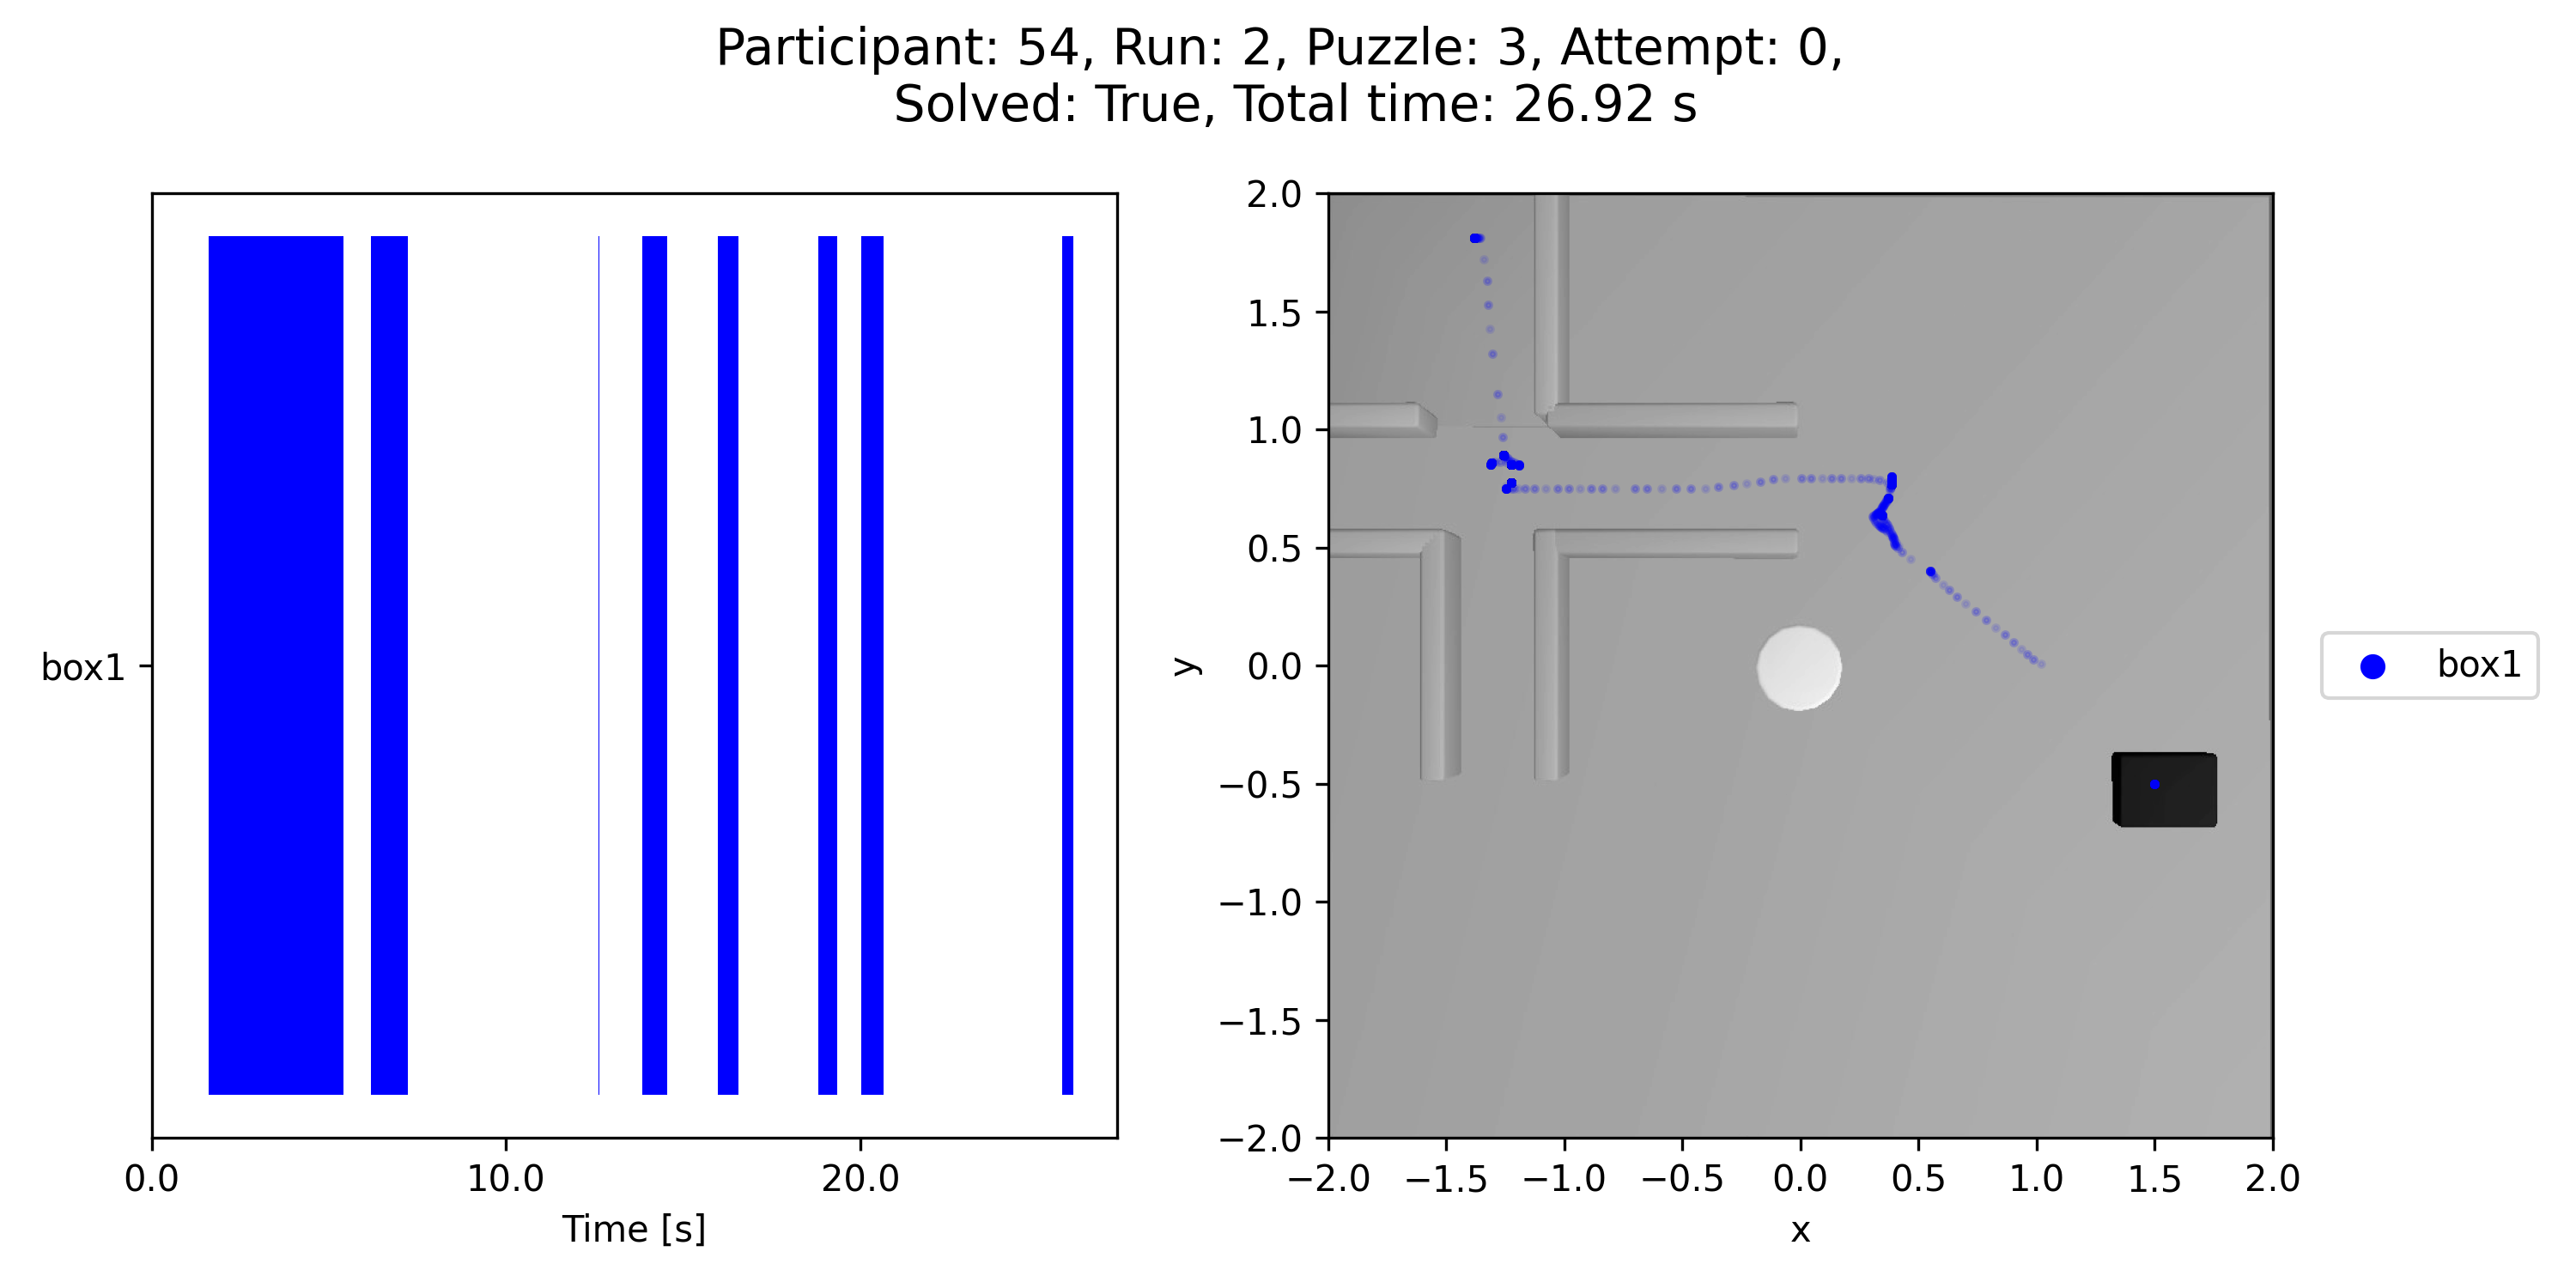 Participant: 54, Run: 2, Puzzle: 3, Attempt: 0,
Solved: True, Total time: 26.92 s
box1
0.0 10.0 20.0
Time [s]
2.0
1.5
1.0
0.5
0.0
−0.5
−1.0
−1.5
−2.0
y
−2.0 −1.5 −1.0 −0.5 0.0 0.5 1.0 1.5 2.0
x
box1